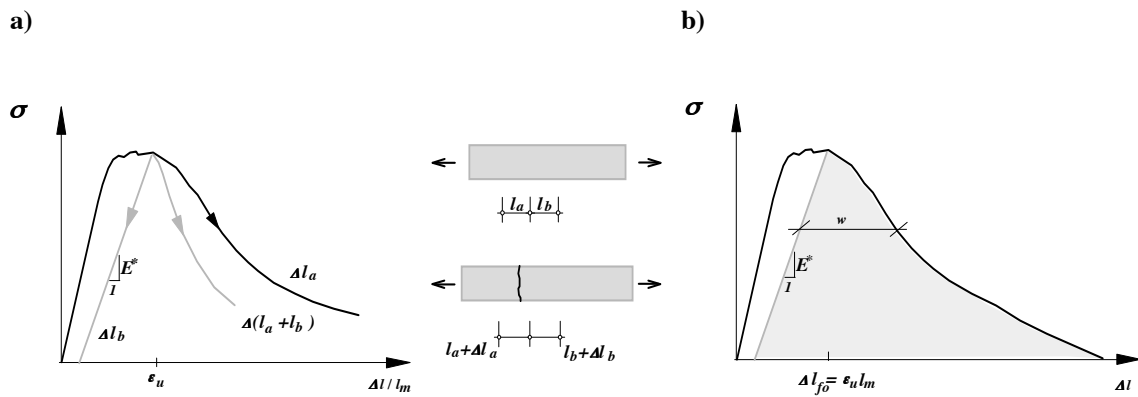 a)
b)
σ
σ
l_a l_b
w
E*
1
E*
1
Δl_a
Δ(l_a + l_b)
Δl_b
l_a+Δl_a
l_b+Δl_b
ε_u
Δl / l_m
Δl_fo = ε_u l_m
Δl